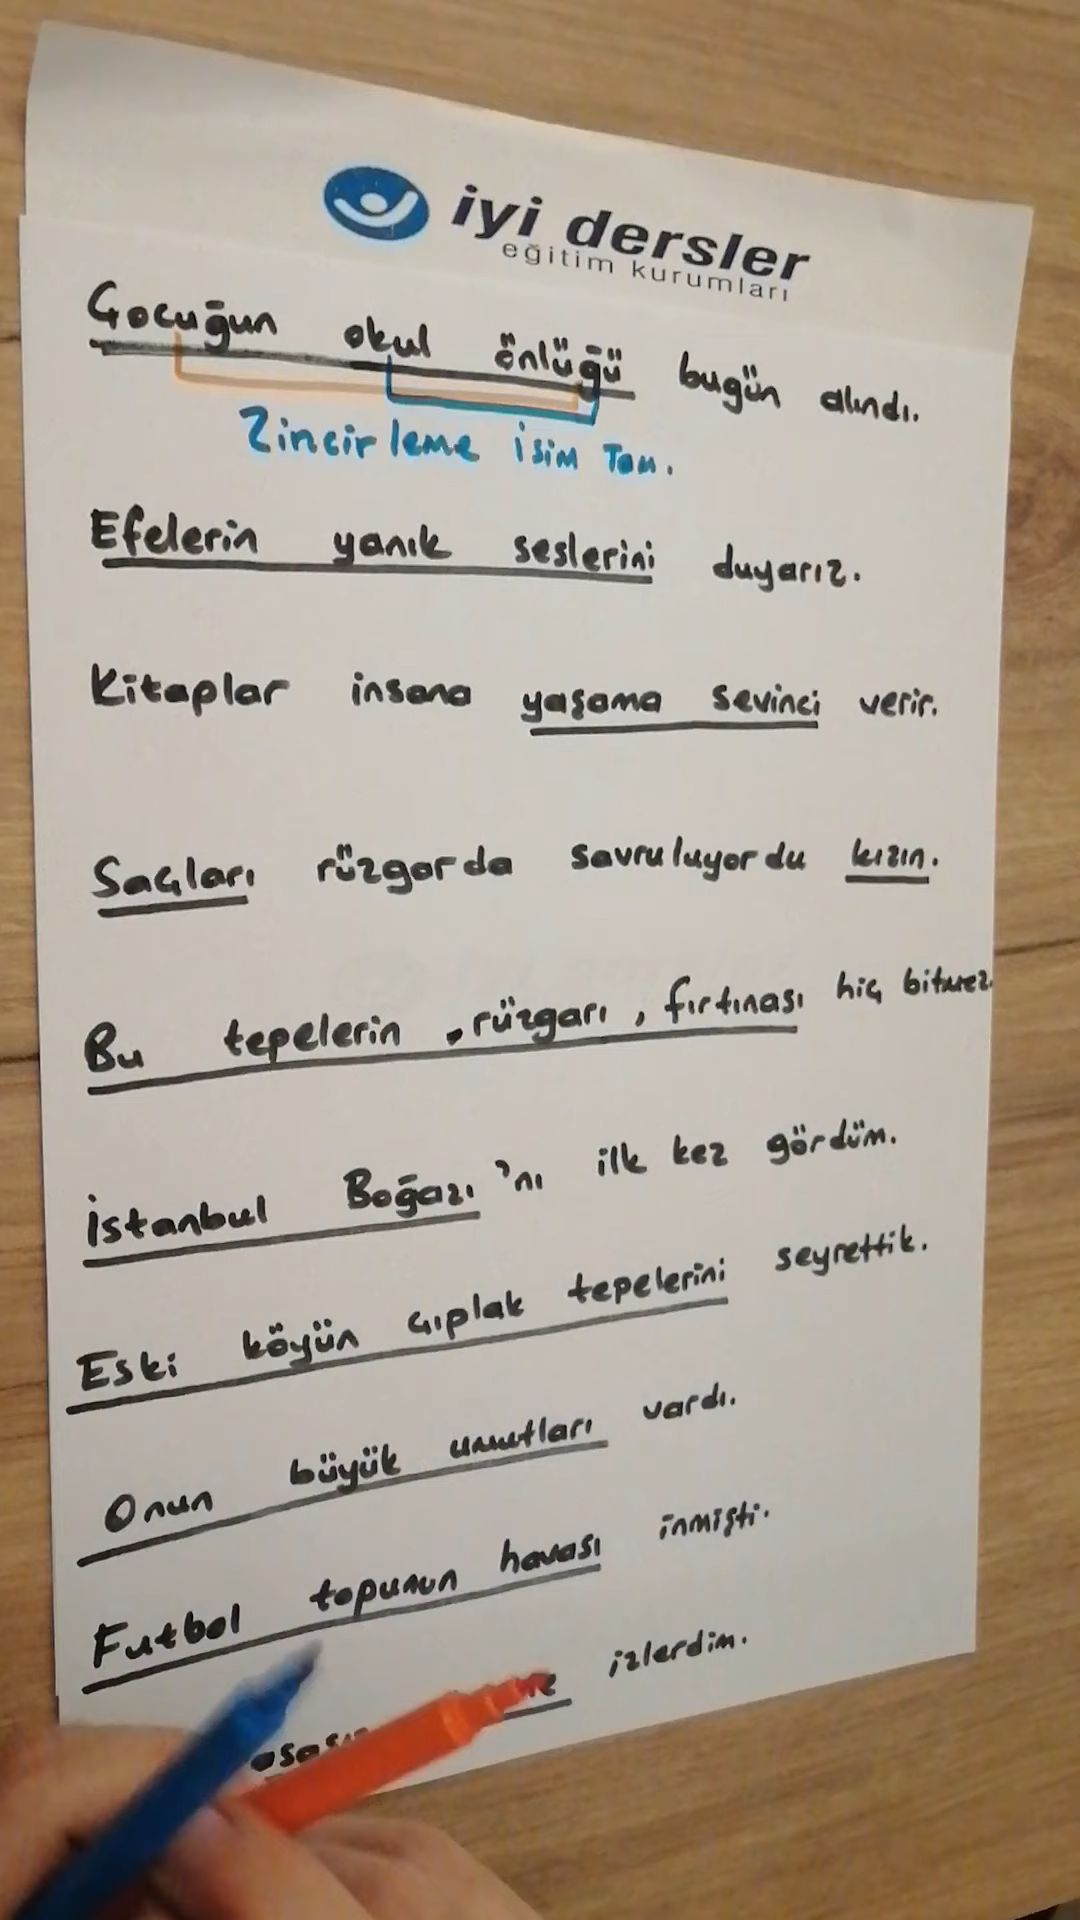 iyi dersler
eğitim kurumları
Çocuğun okul önlüğü bugün alındı.
Zincirleme isim Tam.
Efelerin yanık seslerini duyarız.
Kitaplar insana yaşama sevinci verir.
Saçları rüzgarda savruluyordu kızın.
Bu tepelerin, rüzgarı, fırtınası hiç bitmez.
İstanbul Boğazı'nı ilk kez gördüm.
Eski köyün çıplak tepelerini seyrettik.
Onun büyük umutları vardı.
Futbol topunun havası inmişti.
izlerdim.